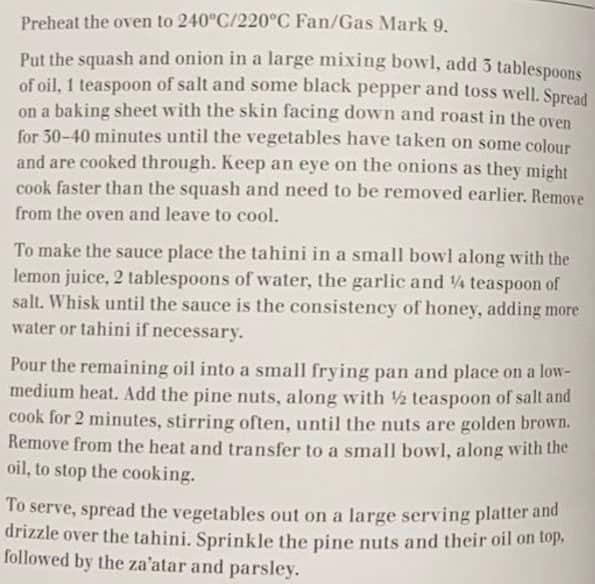 Preheat the oven to 240°C/220°C Fan/Gas Mark 9.
Put the squash and onion in a large mixing bowl, add 3 tablespoons
of oil, 1 teaspoon of salt and some black pepper and toss well. Spread
on a baking sheet with the skin facing down and roast in the oven
for 30–40 minutes until the vegetables have taken on some colour
and are cooked through. Keep an eye on the onions as they might
cook faster than the squash and need to be removed earlier. Remove
from the oven and leave to cool.
To make the sauce place the tahini in a small bowl along with the
lemon juice, 2 tablespoons of water, the garlic and ¼ teaspoon of
salt. Whisk until the sauce is the consistency of honey, adding more
water or tahini if necessary.
Pour the remaining oil into a small frying pan and place on a low-
medium heat. Add the pine nuts, along with ½ teaspoon of salt and
cook for 2 minutes, stirring often, until the nuts are golden brown.
Remove from the heat and transfer to a small bowl, along with the
oil, to stop the cooking.
To serve, spread the vegetables out on a large serving platter and
drizzle over the tahini. Sprinkle the pine nuts and their oil on top,
followed by the za'atar and parsley.